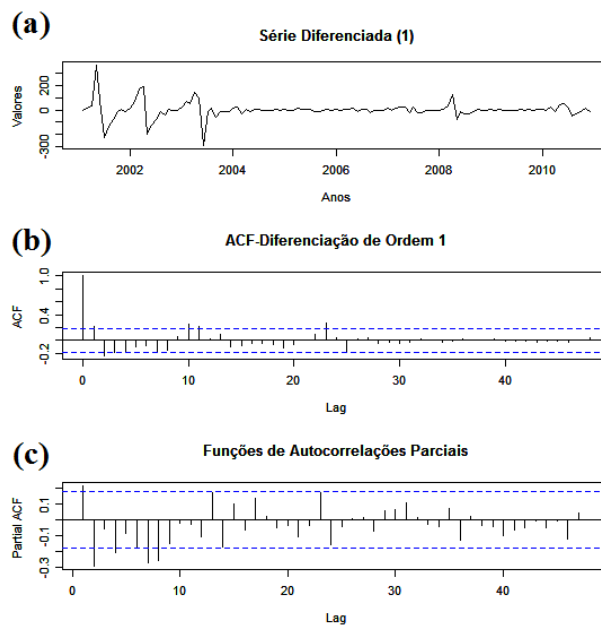 (a)
Série Diferenciada (1)
Valores
-300 0 200
2002 2004 2006 2008 2010
Anos
(b)
ACF-Diferenciação de Ordem 1
ACF
-0.2 0.4 1.0
0 10 20 30 40
Lag
(c)
Funções de Autocorrelações Parciais
Partial ACF
-0.3 -0.1 0.1
0 10 20 30 40
Lag